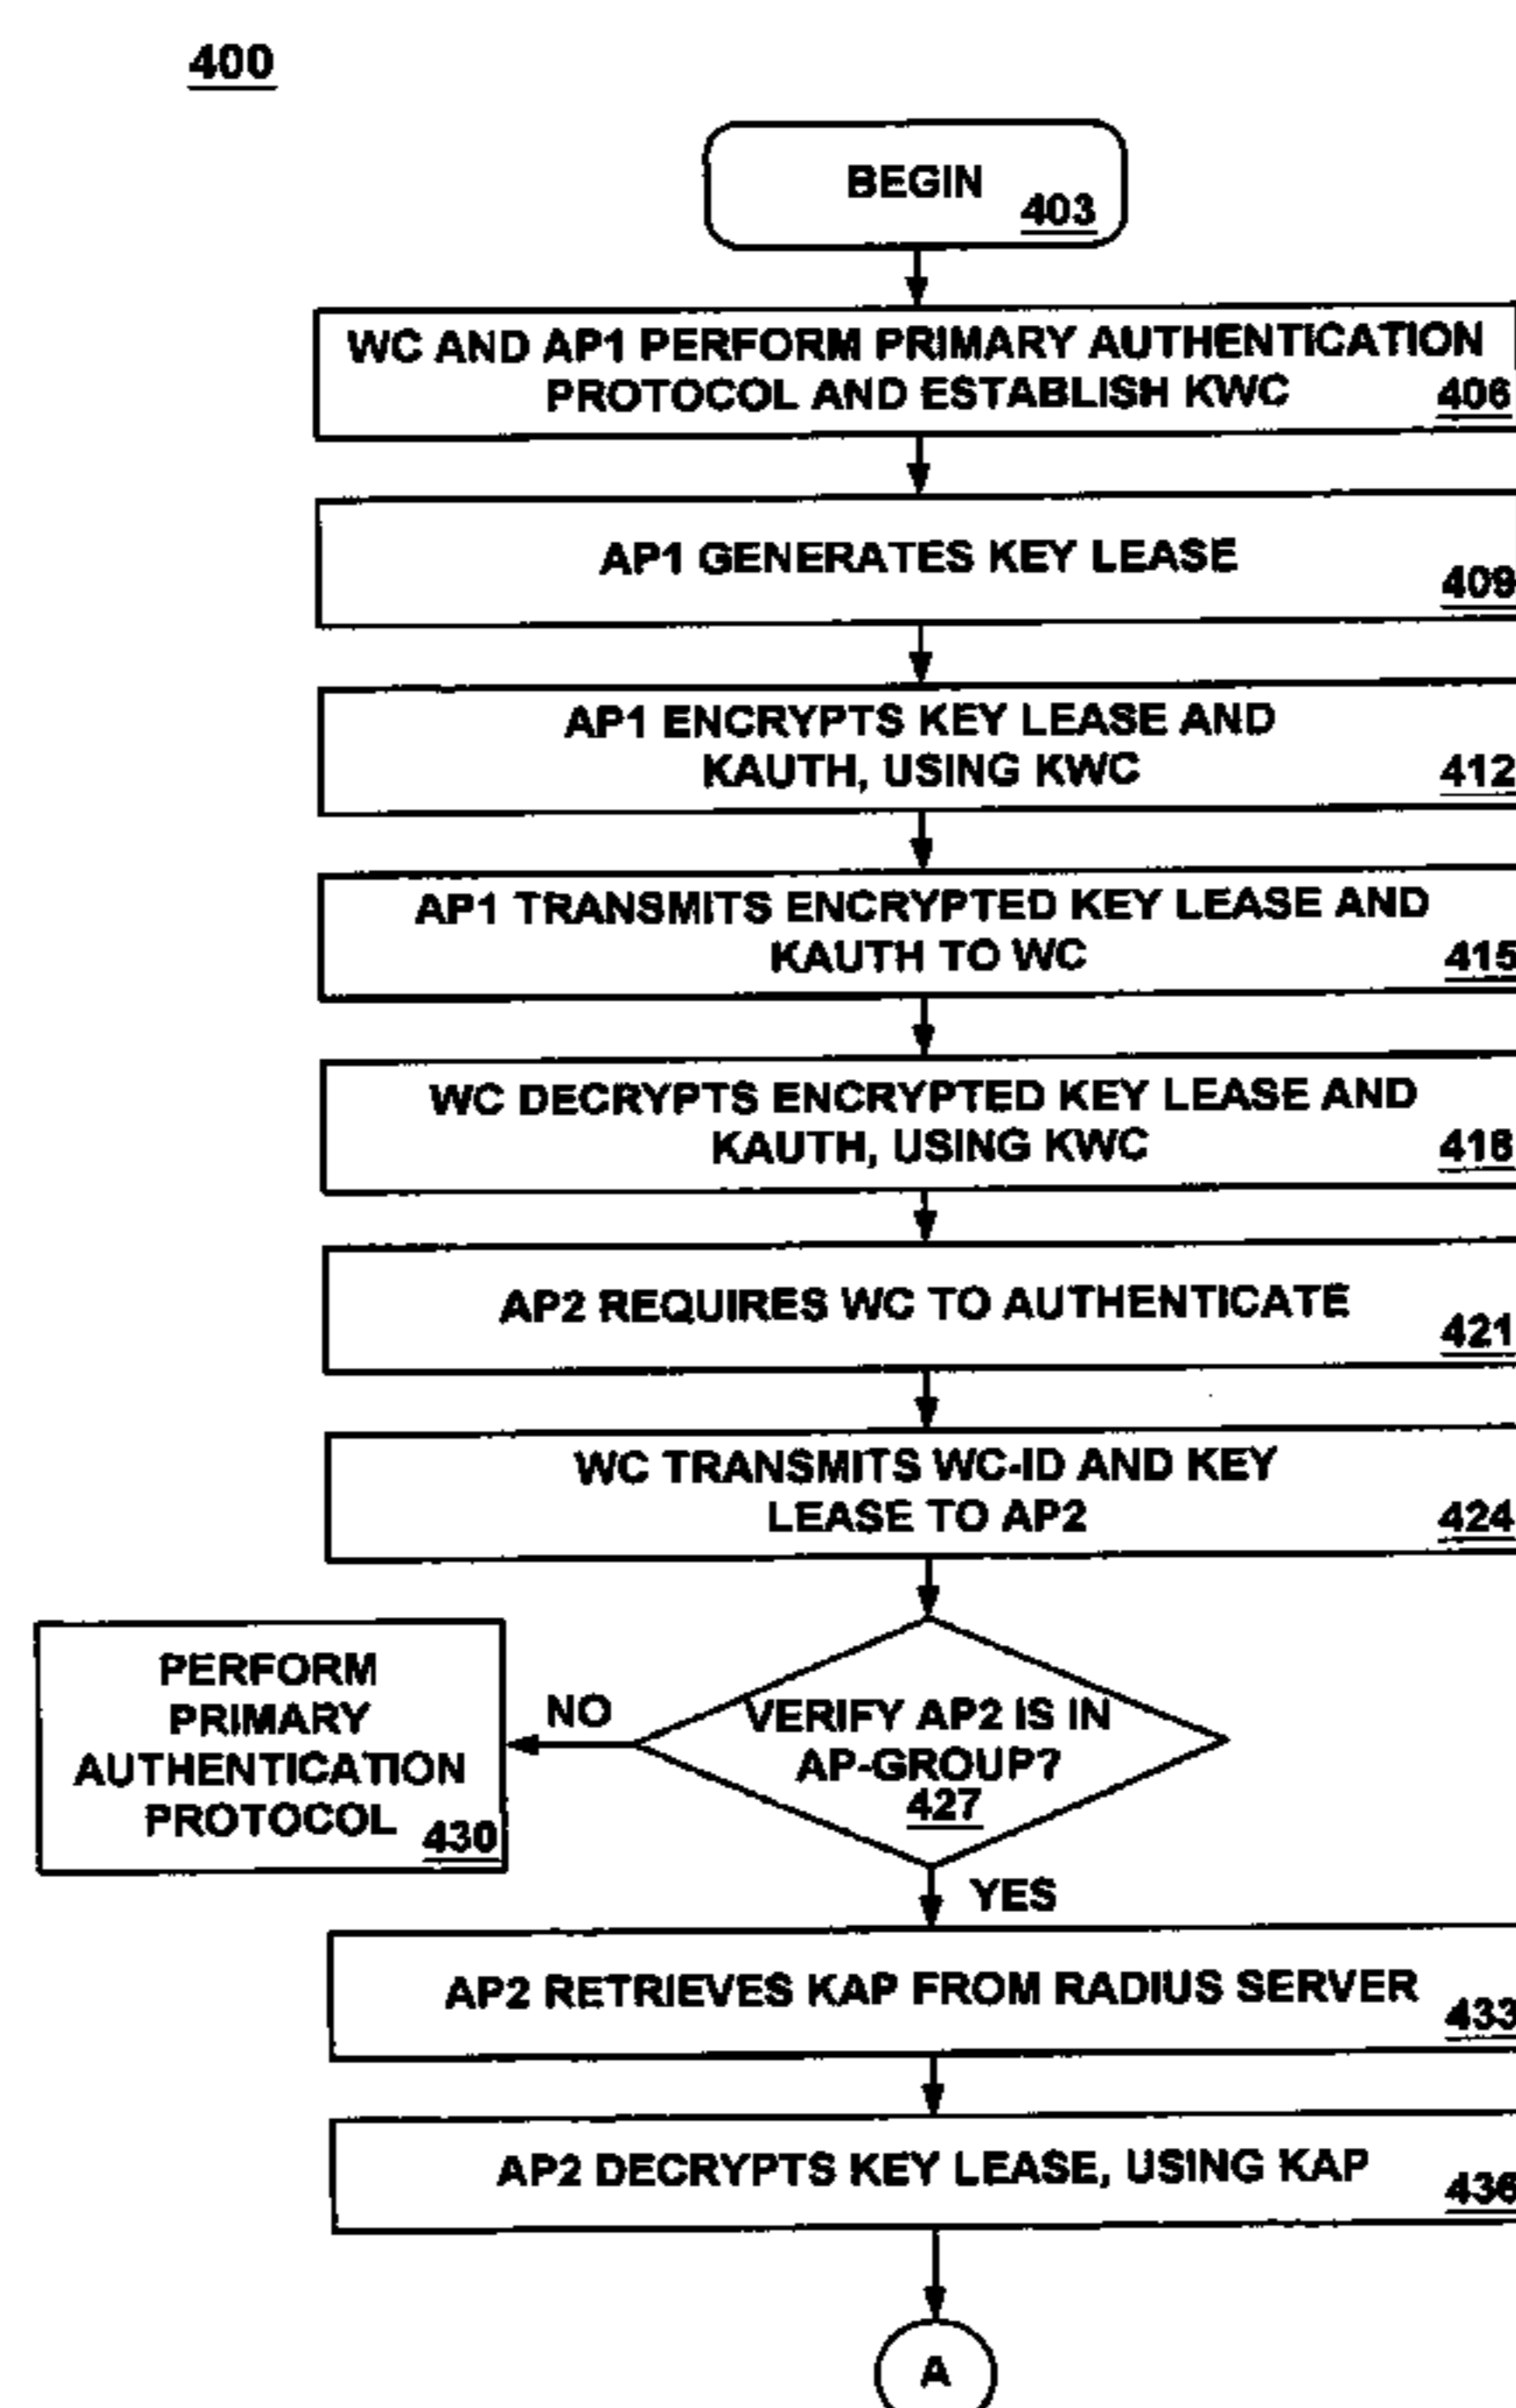 400
BEGIN
403
WC AND AP1 PERFORM PRIMARY AUTHENTICATION
PROTOCOL AND ESTABLISH KWC
406
AP1 GENERATES KEY LEASE
409
AP1 ENCRYPTS KEY LEASE AND
KAUTH, USING KWC
412
AP1 TRANSMITS ENCRYPTED KEY LEASE AND
KAUTH TO WC
415
WC DECRYPTS ENCRYPTED KEY LEASE AND
KAUTH, USING KWC
418
AP2 REQUIRES WC TO AUTHENTICATE
421
WC TRANSMITS WC-ID AND KEY
LEASE TO AP2
424
VERIFY AP2 IS IN
AP-GROUP?
427
NO
PERFORM
PRIMARY
AUTHENTICATION
PROTOCOL
430
YES
AP2 RETRIEVES KAP FROM RADIUS SERVER
433
AP2 DECRYPTS KEY LEASE, USING KAP
436
A